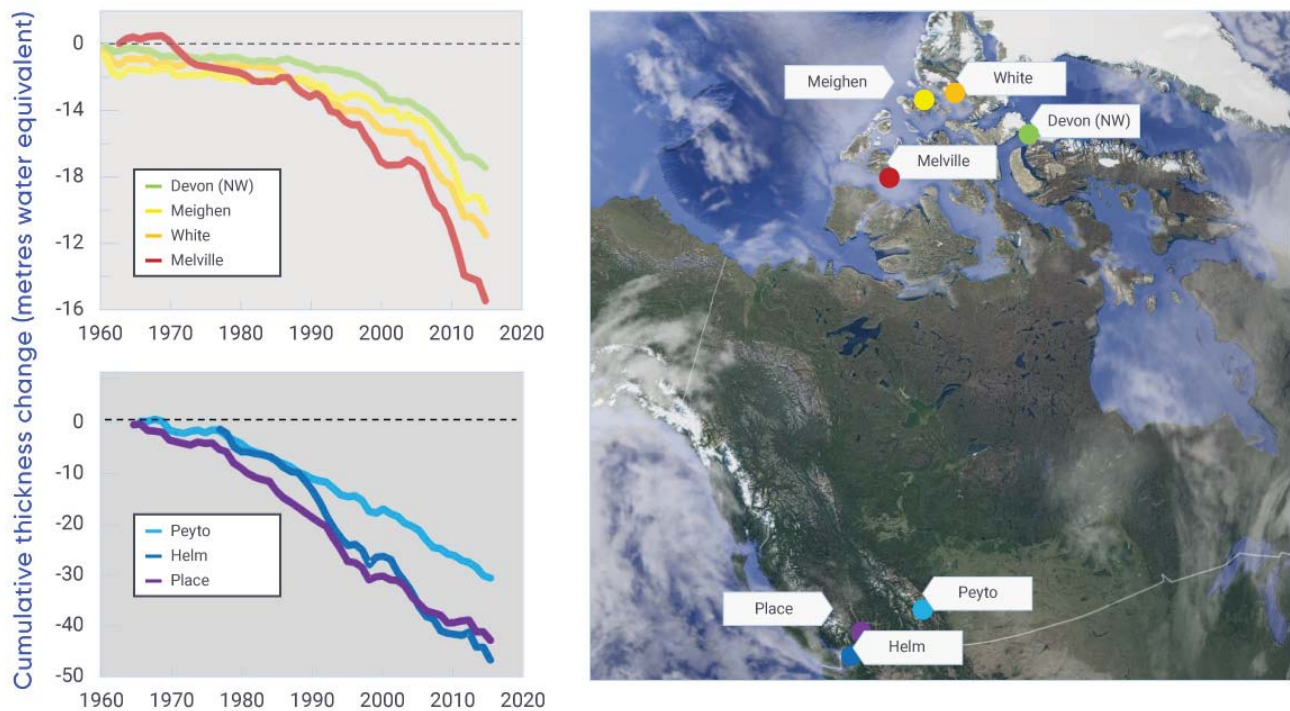 Cumulative thickness change (metres water equivalent)
0
-14
-18
-12
-16
Devon (NW)
Meighen
White
Melville
1960 1970 1980 1990 2000 2010 2020
0
-10
-20
-30
-40
-50
Peyto
Helm
Place
1960 1970 1980 1990 2000 2010 2020
Meighen
White
Devon (NW)
Melville
Peyto
Place
Helm